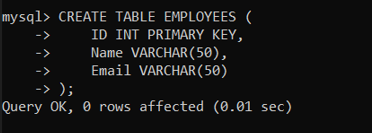 mysql> CREATE TABLE EMPLOYEES (
    ->     ID INT PRIMARY KEY,
    ->     Name VARCHAR(50),
    ->     Email VARCHAR(50)
    -> );
Query OK, 0 rows affected (0.01 sec)